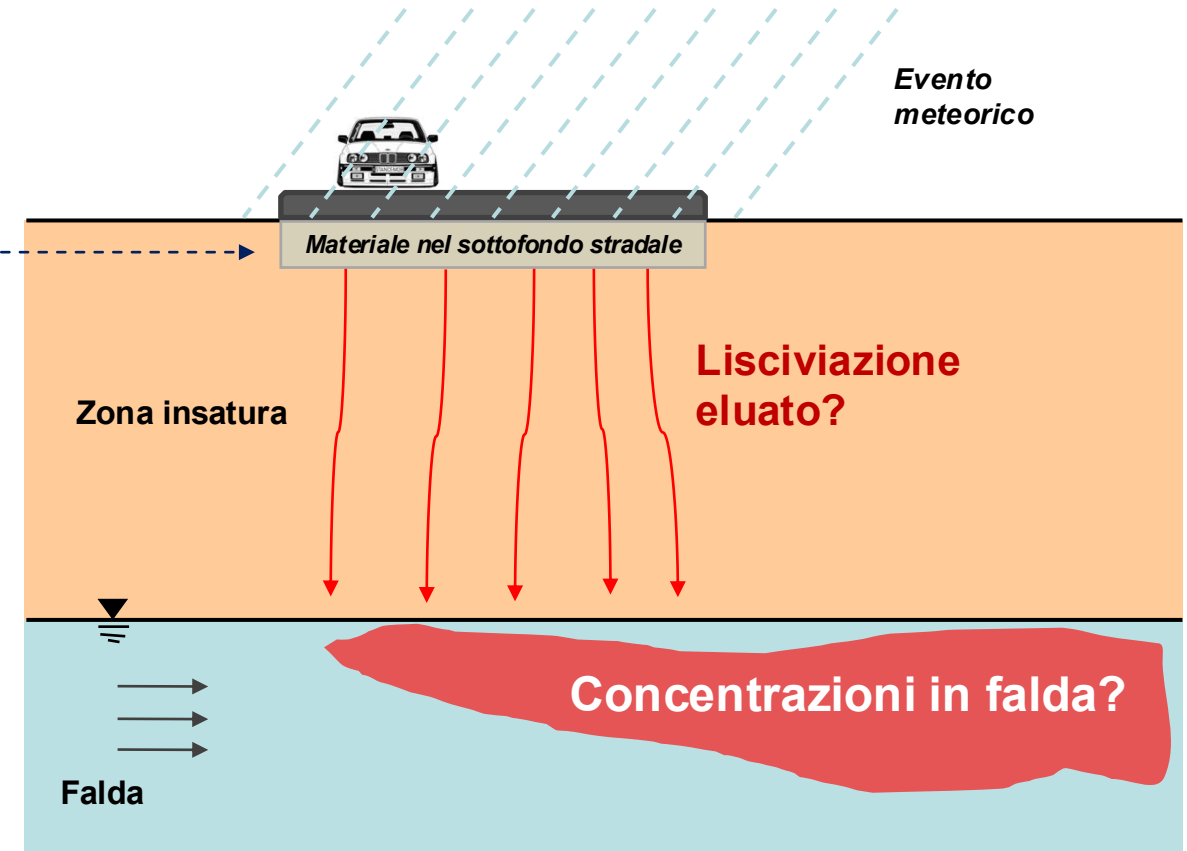 Evento
meteorico
Materiale nel sottofondo stradale
Lisciviazione
eluato?
Zona insatura
Concentrazioni in falda?
Falda